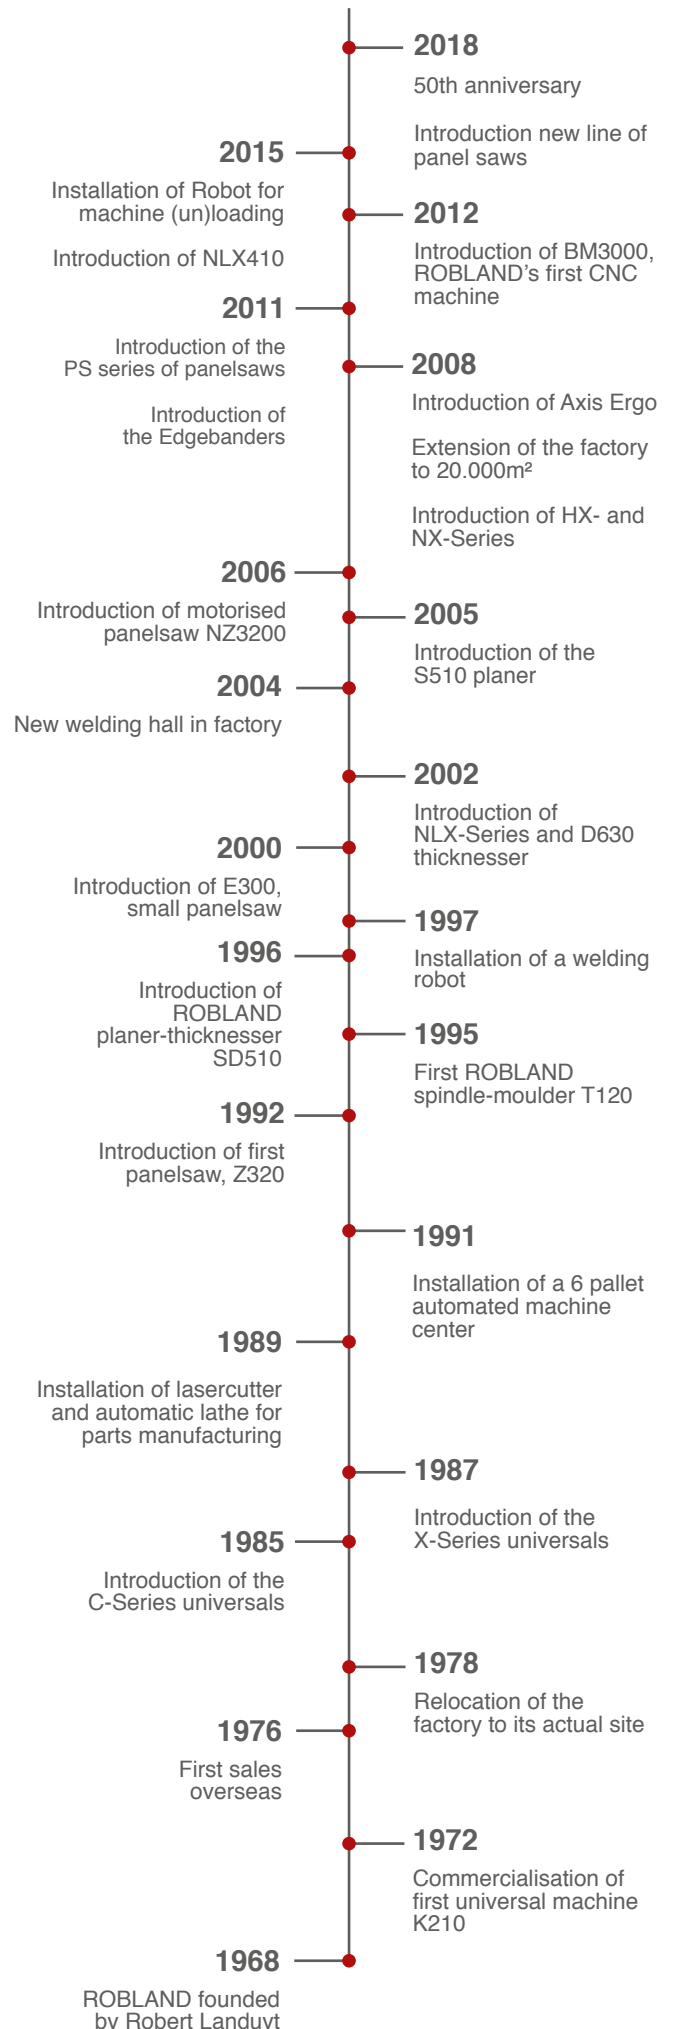 2018
50th anniversary
Introduction new line of
panel saws
2015
Installation of Robot for
machine (un)loading
Introduction of NLX410
2012
Introduction of BM3000,
ROBLAND's first CNC
machine
2011
Introduction of the
PS series of panelsaws
Introduction of
the Edgebanders
2008
Introduction of Axis Ergo
Extension of the factory
to 20.000m²
Introduction of HX- and
NX-Series
2006
Introduction of motorised
panelsaw NZ3200
2005
Introduction of the
S510 planer
2004
New welding hall in factory
2002
Introduction of
NLX-Series and D630
thicknesser
2000
Introduction of E300,
small panelsaw
1997
Installation of a welding
robot
1996
Introduction of
ROBLAND
planer-thicknesser
SD510
1995
First ROBLAND
spindle-moulder T120
1992
Introduction of first
panelsaw, Z320
1991
Installation of a 6 pallet
automated machine
center
1989
Installation of lasercutter
and automatic lathe for
parts manufacturing
1987
Introduction of the
X-Series universals
1985
Introduction of the
C-Series universals
1978
Relocation of the
factory to its actual site
1976
First sales
overseas
1972
Commercialisation of
first universal machine
K210
1968
ROBLAND founded
by Robert Landuyt